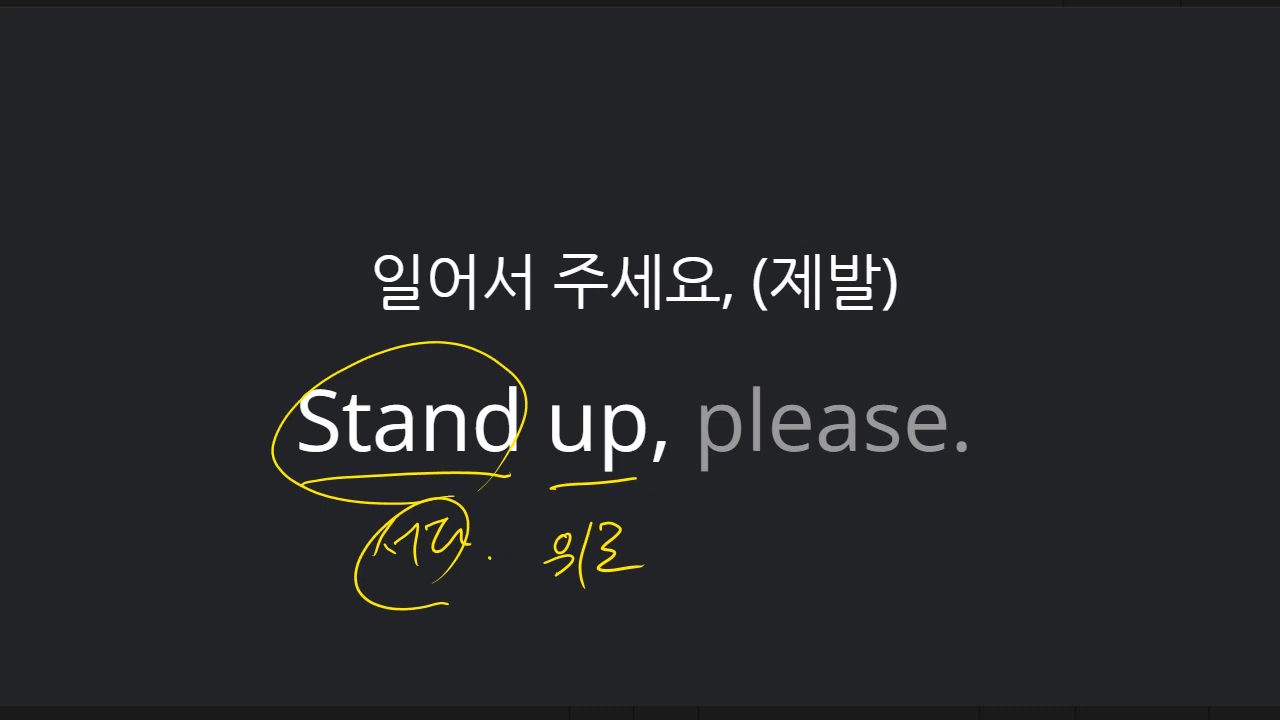 일어서 주세요, (제발)
Stand up, please.
서다. 위로